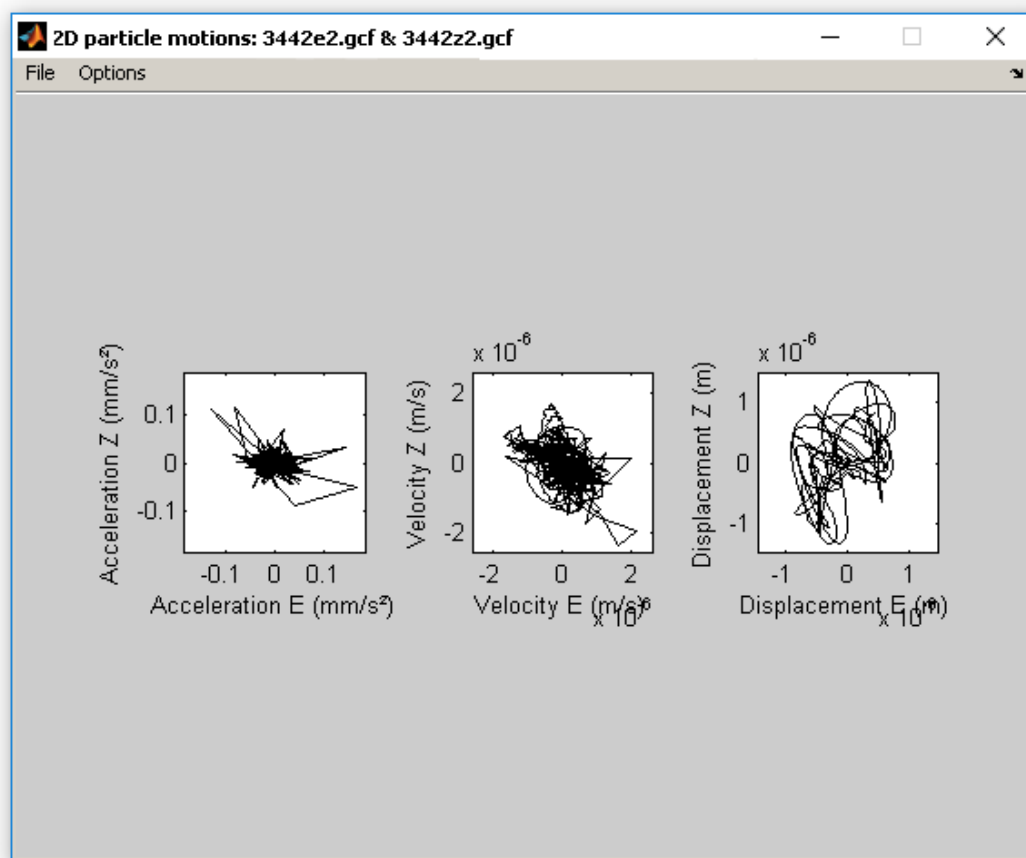 2D particle motions: 3442e2.gcf & 3442z2.gcf
File Options
Acceleration Z (mm/s²)
0.1
0
-0.1
-0.1 0 0.1
Acceleration E (mm/s²)
x 10⁻⁶
Velocity Z (m/s)
2
0
-2
-2 0 2
Velocity E (m/s)
x 10⁻⁶
x 10⁻⁶
Displacement Z (m)
1
0
-1
-1 0 1
Displacement E (m)
x 10⁻⁶